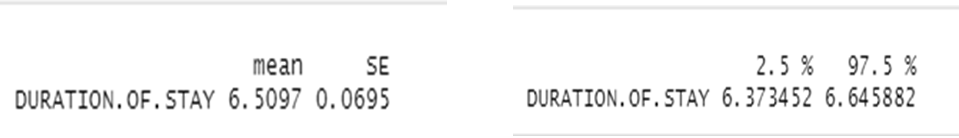 mean SE
DURATION.OF.STAY 6.5097 0.0695
2.5 % 97.5 %
DURATION.OF.STAY 6.373452 6.645882